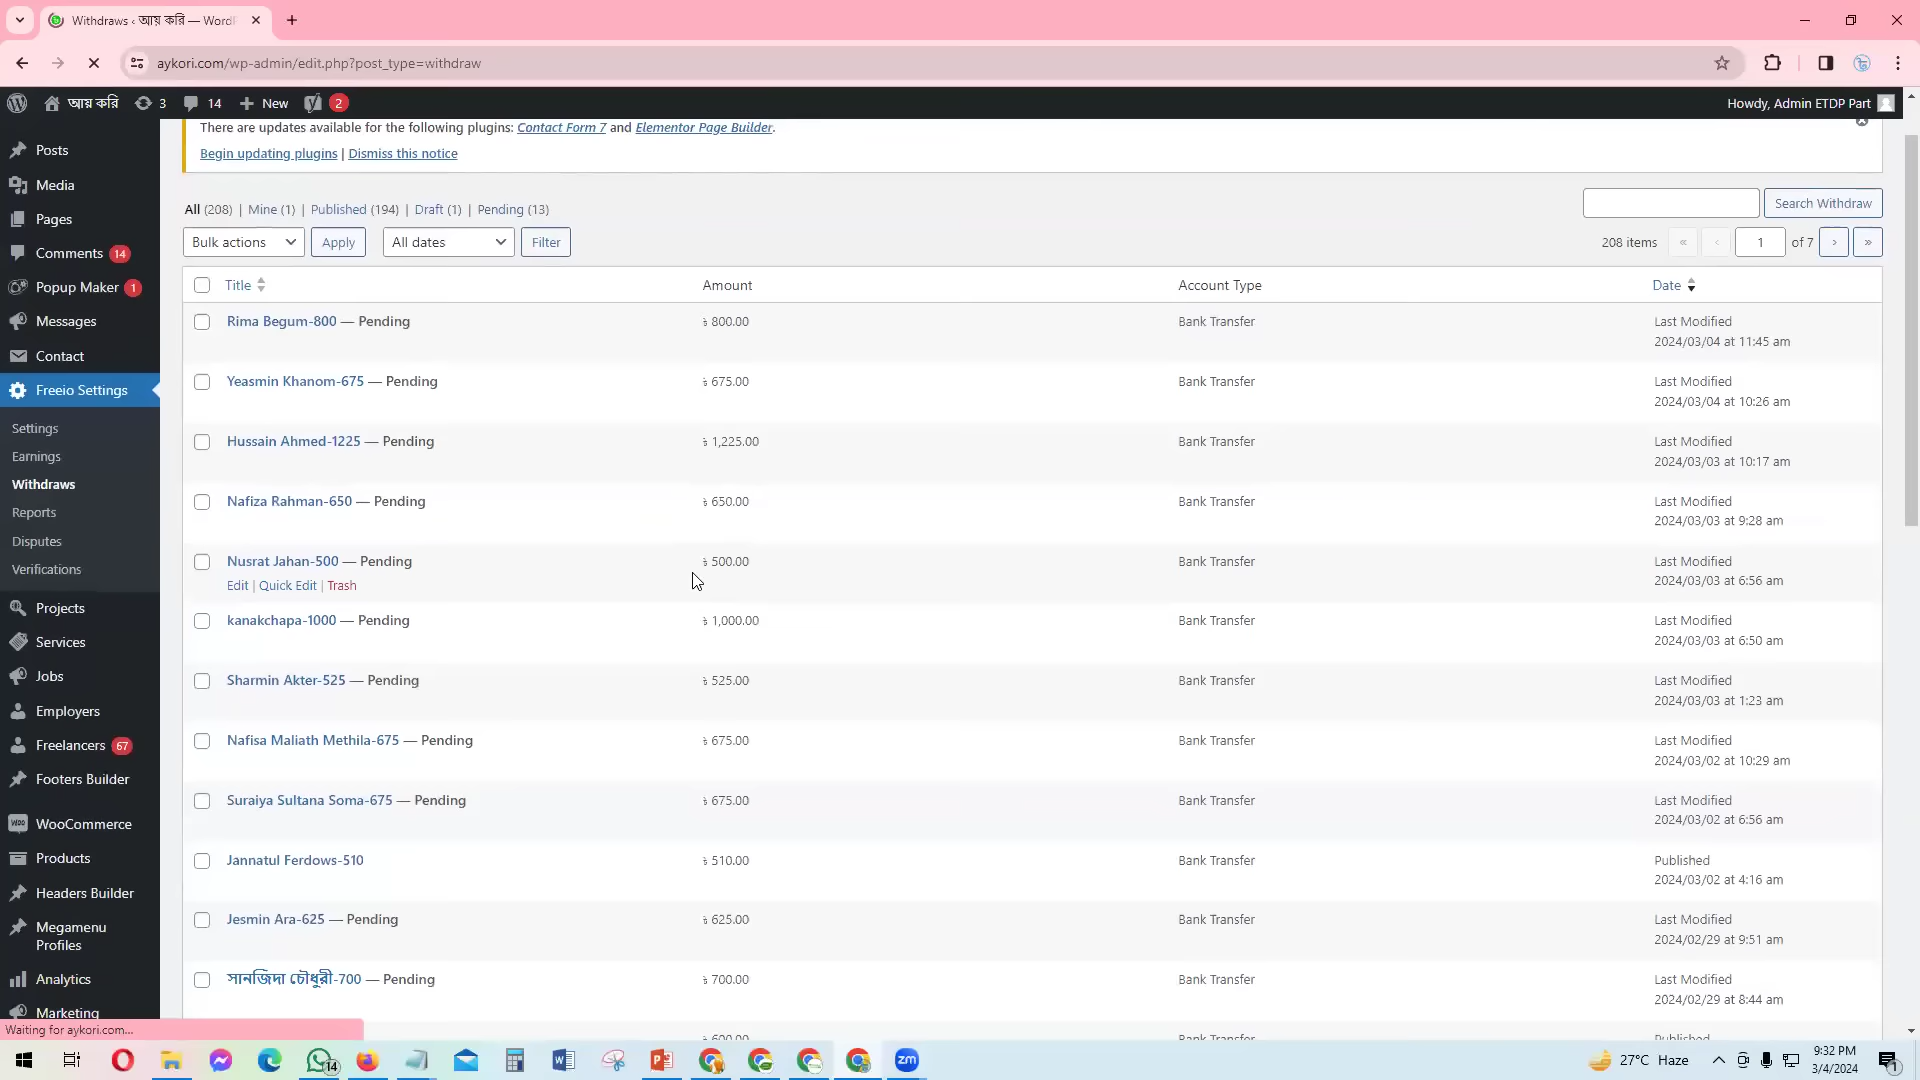 Withdraws ‹ আয় করি — Word
aykori.com/wp-admin/edit.php?post_type=withdraw
আয় করি 3 14 New 2 Howdy, Admin ETDP Part
Posts
Media
Pages
Comments 14
Popup Maker 1
Messages
Contact
Freeio Settings
Settings
Earnings
Withdraws
Reports
Disputes
Verifications
Projects
Services
Jobs
Employers
Freelancers 67
Footers Builder
WooCommerce
Products
Headers Builder
Megamenu
Profiles
Analytics
Marketing
There are updates available for the following plugins: Contact Form 7 and Elementor Page Builder.
Begin updating plugins | Dismiss this notice
All (208) | Mine (1) | Published (194) | Draft (1) | Pending (13)
Search Withdraw
Bulk actions Apply All dates Filter 208 items « ‹ 1 of 7 › »
Title Amount Account Type Date
Rima Begum-800 — Pending ৳ 800.00 Bank Transfer Last Modified
2024/03/04 at 11:45 am
Yeasmin Khanom-675 — Pending ৳ 675.00 Bank Transfer Last Modified
2024/03/04 at 10:26 am
Hussain Ahmed-1225 — Pending ৳ 1,225.00 Bank Transfer Last Modified
2024/03/03 at 10:17 am
Nafiza Rahman-650 — Pending ৳ 650.00 Bank Transfer Last Modified
2024/03/03 at 9:28 am
Nusrat Jahan-500 — Pending ৳ 500.00 Bank Transfer Last Modified
Edit | Quick Edit | Trash 2024/03/03 at 6:56 am
kanakchapa-1000 — Pending ৳ 1,000.00 Bank Transfer Last Modified
2024/03/03 at 6:50 am
Sharmin Akter-525 — Pending ৳ 525.00 Bank Transfer Last Modified
2024/03/03 at 1:23 am
Nafisa Maliath Methila-675 — Pending ৳ 675.00 Bank Transfer Last Modified
2024/03/02 at 10:29 am
Suraiya Sultana Soma-675 — Pending ৳ 675.00 Bank Transfer Last Modified
2024/03/02 at 6:56 am
Jannatul Ferdows-510 ৳ 510.00 Bank Transfer Published
2024/03/02 at 4:16 am
Jesmin Ara-625 — Pending ৳ 625.00 Bank Transfer Last Modified
2024/02/29 at 9:51 am
সানজিদা চৌধুরী-700 — Pending ৳ 700.00 Bank Transfer Last Modified
2024/02/29 at 8:44 am
৳ 600.00 Bank Transfer Published
Waiting for aykori.com...
14 zm 27°C Haze 9:32 PM
3/4/2024 1